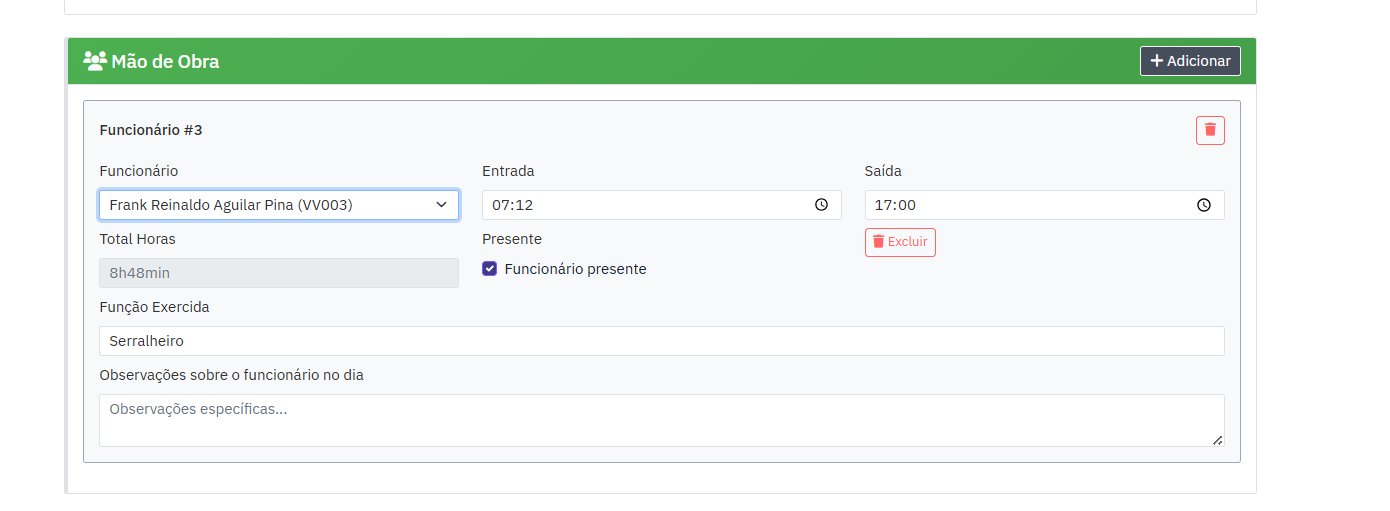 Mão de Obra
Adicionar
Funcionário #3
Funcionário Entrada Saída
Frank Reinaldo Aguilar Pina (VV003) 07:12 17:00
Total Horas Presente Excluir
8h48min Funcionário presente
Função Exercida
Serralheiro
Observações sobre o funcionário no dia
Observações específicas...